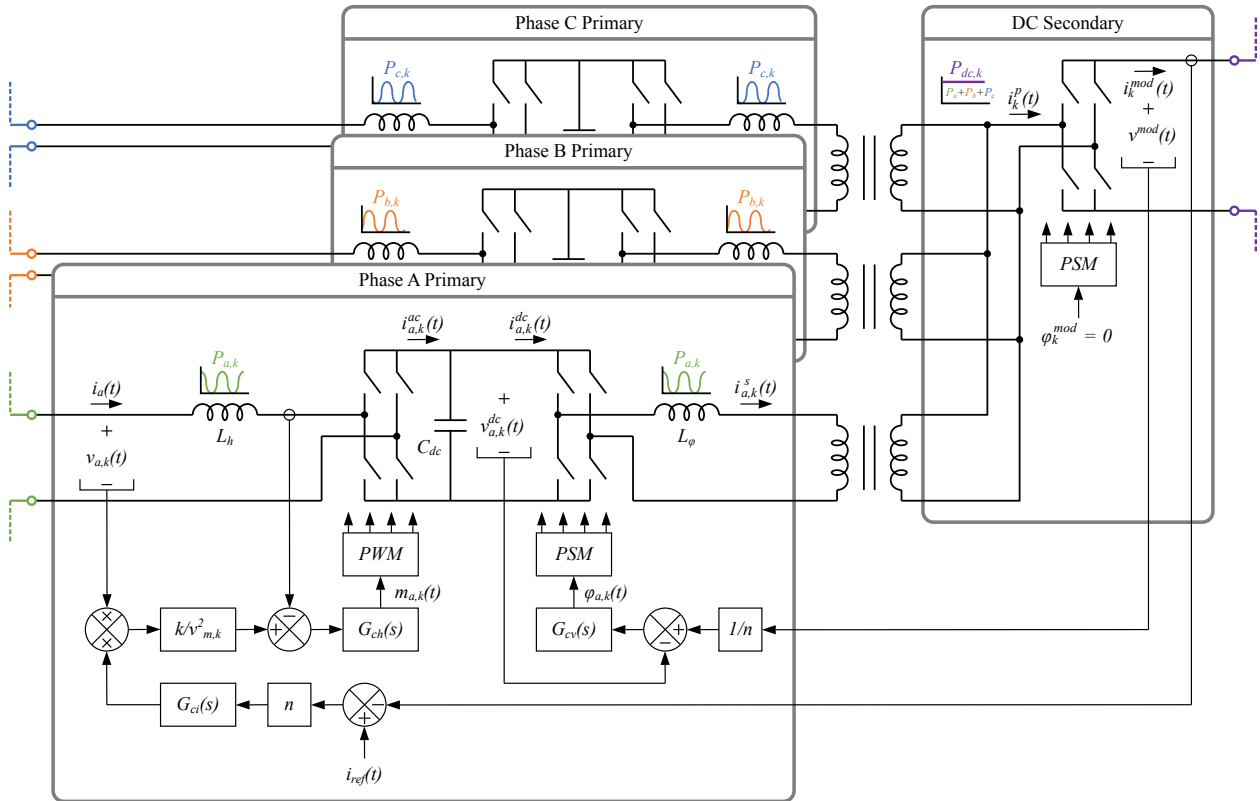 Phase C Primary
DC Secondary
P_{c,k}
P_{c,k}
P_{dc,k}
P_a+P_b+P_c
i_k^p(t)
i_k^{mod}(t)
+
v^{mod}(t)
−
Phase B Primary
P_{b,k}
P_{b,k}
PSM
φ_k^{mod} = 0
Phase A Primary
i_{a,k}^{ac}(t)
i_{a,k}^{dc}(t)
P_{a,k}
P_{a,k}
i_a(t)
i_{a,k}^s(t)
L_h
L_φ
+
v_{a,k}(t)
−
C_{dc}
+
v_{a,k}^{dc}(t)
−
PWM
PSM
m_{a,k}(t)
φ_{a,k}(t)
×
×
k/v^2_{m,k}
+
−
G_{ch}(s)
G_{cv}(s)
+
−
1/n
G_{ci}(s)
n
−
+
i_{ref}(t)